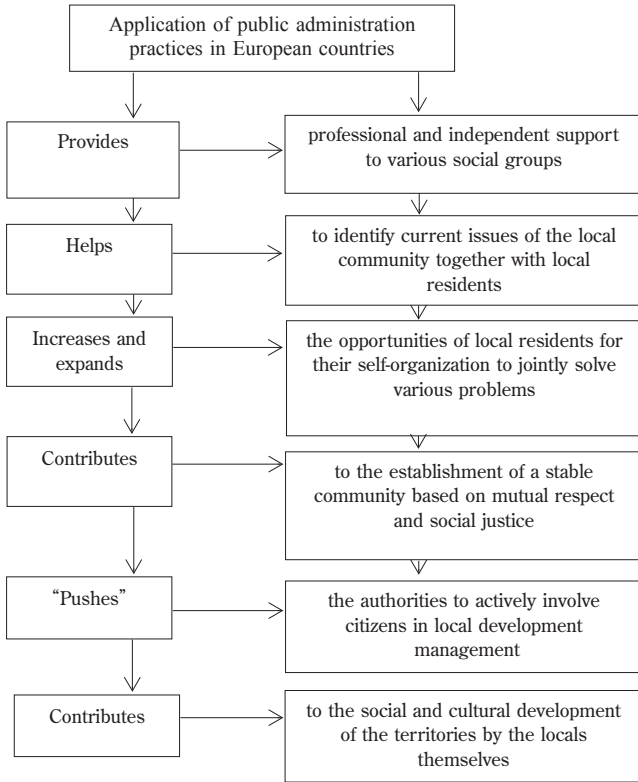 Application of public administration
practices in European countries
Provides
professional and independent support
to various social groups
Helps
to identify current issues of the local
community together with local
residents
Increases and
expands
the opportunities of local residents for
their self-organization to jointly solve
various problems
Contributes
to the establishment of a stable
community based on mutual respect
and social justice
“Pushes”
the authorities to actively involve
citizens in local development
management
Contributes
to the social and cultural development
of the territories by the locals
themselves